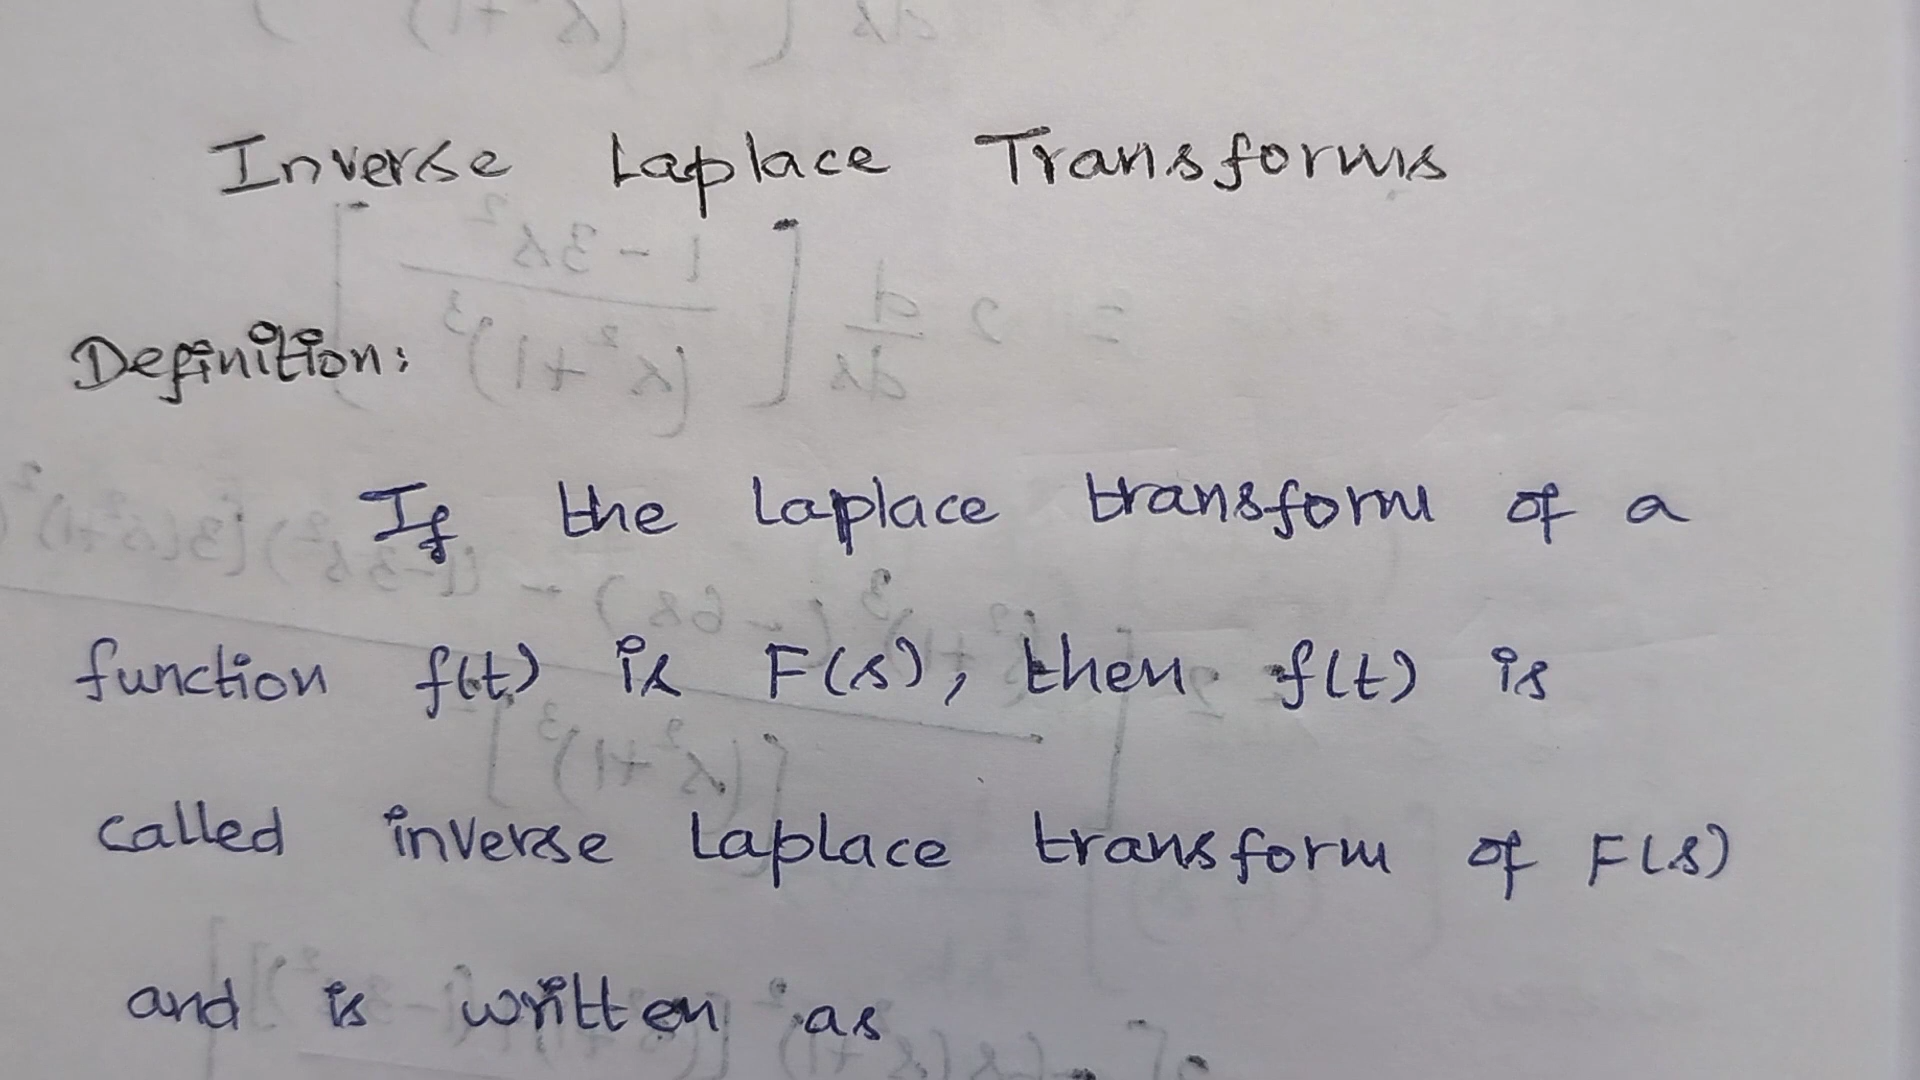 Inverse Laplace Transforms
Definition:
If the Laplace transform of a
function f(t) is F(s), then f(t) is
called inverse Laplace transform of F(s)
and is written as